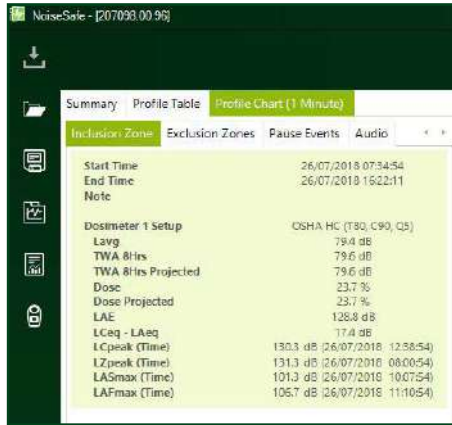 NoiseSafe - [207098.00.96]
Summary Profile Table Profile Chart (1 Minute)
Inclusion Zone Exclusion Zones Pause Events Audio
Start Time 26/07/2018 07:34:54
End Time 26/07/2018 16:22:11
Note
Dosimeter 1 Setup OSHA HC (T80, C90, Q5)
Lavg 79.4 dB
TWA 8Hrs 79.6 dB
TWA 8Hrs Projected 79.6 dB
Dose 23.7 %
Dose Projected 23.7 %
LAE 128.8 dB
LCeq - LAeq 17.4 dB
LCpeak (Time) 130.3 dB (26/07/2018 12:38:54)
LZpeak (Time) 131.3 dB (26/07/2018 08:00:54)
LASmax (Time) 101.3 dB (26/07/2018 10:07:54)
LAFmax (Time) 106.7 dB (26/07/2018 11:10:54)